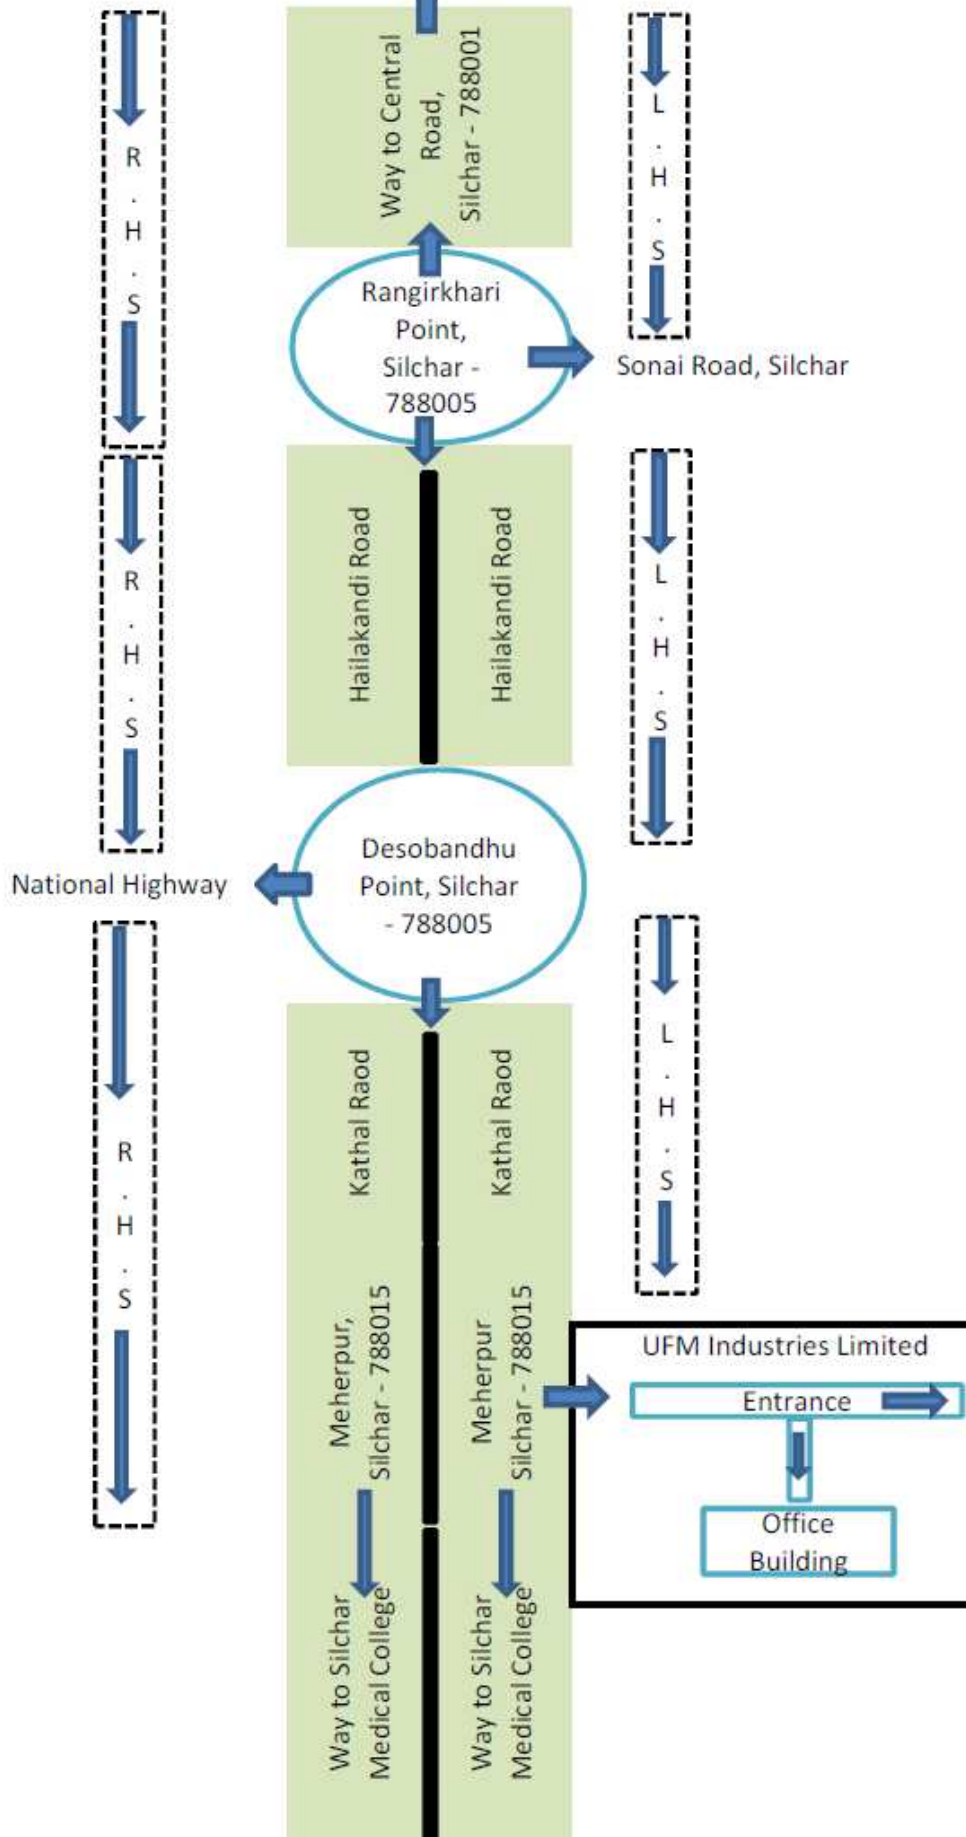 R
.
H
.
S
Way to Central
Road,
Silchar - 788001
L
.
H
.
S
Rangirkhari
Point,
Silchar -
788005
Sonai Road, Silchar
R
.
H
.
S
Hailakandi Road
Hailakandi Road
L
.
H
.
S
Desobandhu
Point, Silchar
- 788005
National Highway
R
.
H
.
S
Kathal Raod
Kathal Raod
L
.
H
.
S
Meherpur,
Silchar - 788015
Meherpur
Silchar - 788015
UFM Industries Limited
Entrance
Office
Building
Way to Silchar
Medical College
Way to Silchar
Medical College